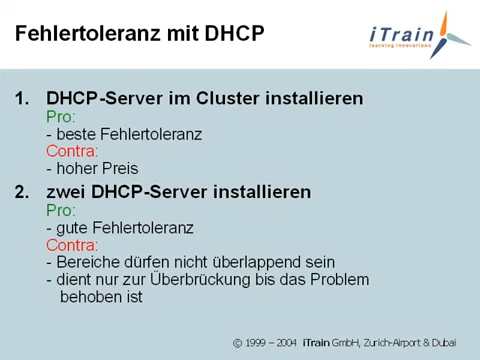 Fehlertoleranz mit DHCP
iTrain
learning innovations
1. DHCP-Server im Cluster installieren
Pro:
- beste Fehlertoleranz
Contra:
- hoher Preis
2. zwei DHCP-Server installieren
Pro:
- gute Fehlertoleranz
Contra:
- Bereiche dürfen nicht überlappend sein
- dient nur zur Überbrückung bis das Problem
behoben ist
© 1999 – 2004 iTrain GmbH, Zurich-Airport & Dubai